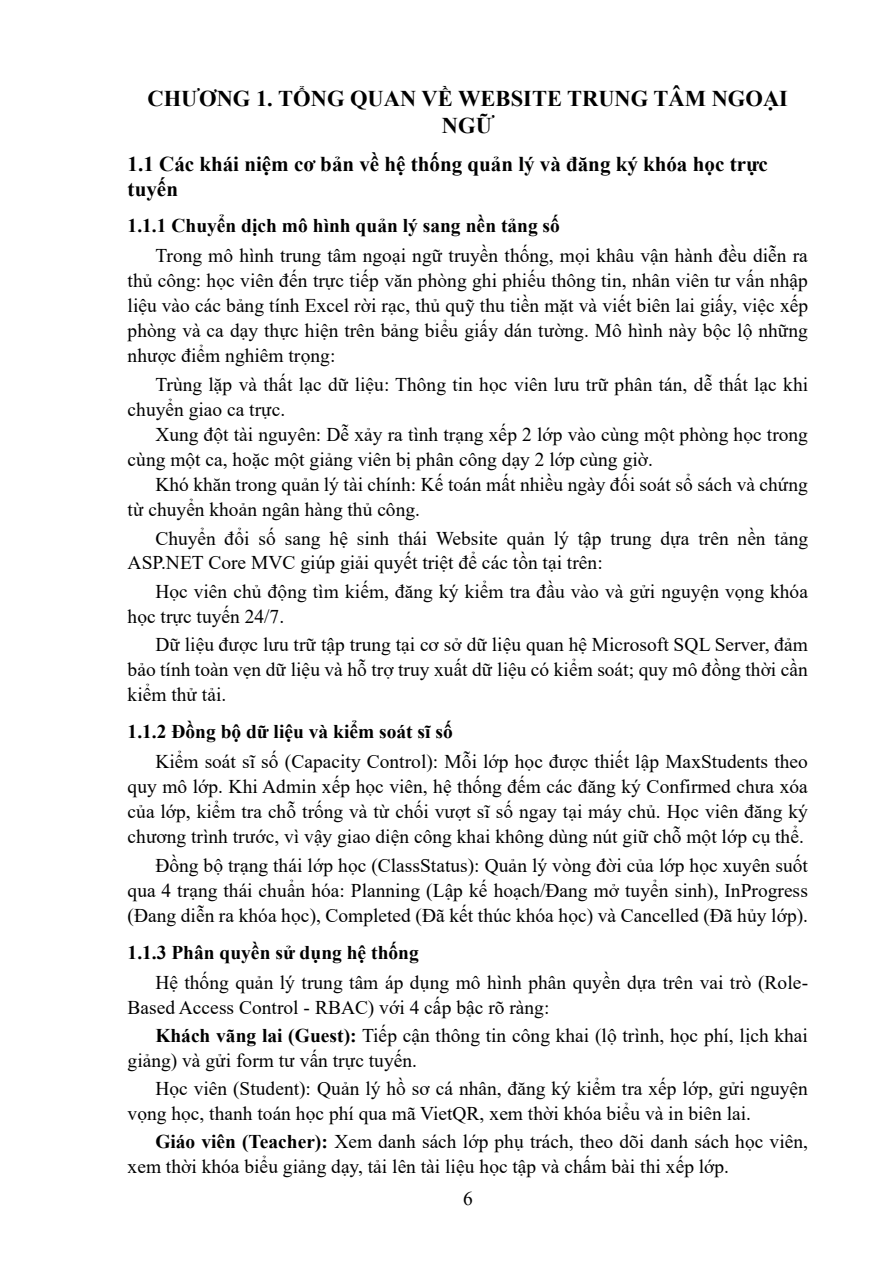 CHƯƠNG 1. TỔNG QUAN VỀ WEBSITE TRUNG TÂM NGOẠI
NGỮ
1.1 Các khái niệm cơ bản về hệ thống quản lý và đăng ký khóa học trực
tuyến
1.1.1 Chuyển dịch mô hình quản lý sang nền tảng số
Trong mô hình trung tâm ngoại ngữ truyền thống, mọi khâu vận hành đều diễn ra
thủ công: học viên đến trực tiếp văn phòng ghi phiếu thông tin, nhân viên tư vấn nhập
liệu vào các bảng tính Excel rời rạc, thủ quỹ thu tiền mặt và viết biên lai giấy, việc xếp
phòng và ca dạy thực hiện trên bảng biểu giấy dán tường. Mô hình này bộc lộ những
nhược điểm nghiêm trọng:
Trùng lặp và thất lạc dữ liệu: Thông tin học viên lưu trữ phân tán, dễ thất lạc khi
chuyển giao ca trực.
Xung đột tài nguyên: Dễ xảy ra tình trạng xếp 2 lớp vào cùng một phòng học trong
cùng một ca, hoặc một giảng viên bị phân công dạy 2 lớp cùng giờ.
Khó khăn trong quản lý tài chính: Kế toán mất nhiều ngày đối soát sổ sách và chứng
từ chuyển khoản ngân hàng thủ công.
Chuyển đổi số sang hệ sinh thái Website quản lý tập trung dựa trên nền tảng
ASP.NET Core MVC giúp giải quyết triệt để các tồn tại trên:
Học viên chủ động tìm kiếm, đăng ký kiểm tra đầu vào và gửi nguyện vọng khóa
học trực tuyến 24/7.
Dữ liệu được lưu trữ tập trung tại cơ sở dữ liệu quan hệ Microsoft SQL Server, đảm
bảo tính toàn vẹn dữ liệu và hỗ trợ truy xuất dữ liệu có kiểm soát; quy mô đồng thời cần
kiểm thử tải.
1.1.2 Đồng bộ dữ liệu và kiểm soát sĩ số
Kiểm soát sĩ số (Capacity Control): Mỗi lớp học được thiết lập MaxStudents theo
quy mô lớp. Khi Admin xếp học viên, hệ thống đếm các đăng ký Confirmed chưa xóa
của lớp, kiểm tra chỗ trống và từ chối vượt sĩ số ngay tại máy chủ. Học viên đăng ký
chương trình trước, vì vậy giao diện công khai không dùng nút giữ chỗ một lớp cụ thể.
Đồng bộ trạng thái lớp học (ClassStatus): Quản lý vòng đời của lớp học xuyên suốt
qua 4 trạng thái chuẩn hóa: Planning (Lập kế hoạch/Đang mở tuyển sinh), InProgress
(Đang diễn ra khóa học), Completed (Đã kết thúc khóa học) và Cancelled (Đã hủy lớp).
1.1.3 Phân quyền sử dụng hệ thống
Hệ thống quản lý trung tâm áp dụng mô hình phân quyền dựa trên vai trò (Role-
Based Access Control - RBAC) với 4 cấp bậc rõ ràng:
Khách vãng lai (Guest): Tiếp cận thông tin công khai (lộ trình, học phí, lịch khai
giảng) và gửi form tư vấn trực tuyến.
Học viên (Student): Quản lý hồ sơ cá nhân, đăng ký kiểm tra xếp lớp, gửi nguyện
vọng học, thanh toán học phí qua mã VietQR, xem thời khóa biểu và in biên lai.
Giáo viên (Teacher): Xem danh sách lớp phụ trách, theo dõi danh sách học viên,
xem thời khóa biểu giảng dạy, tải lên tài liệu học tập và chấm bài thi xếp lớp.
6